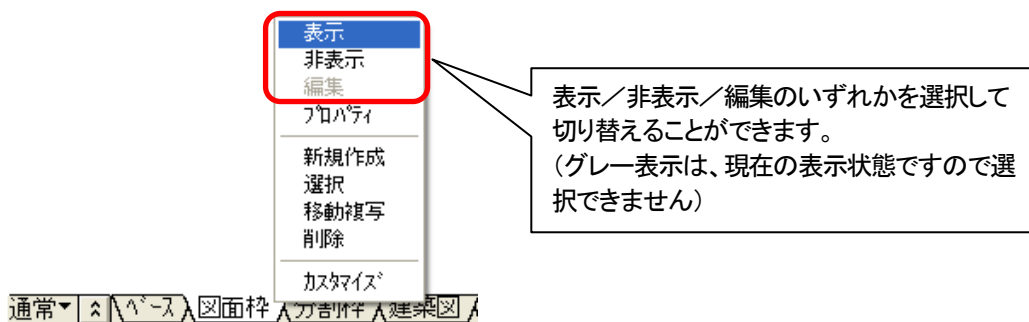 表示
非表示
編集
ﾌﾟﾛﾊﾟﾃｨ
新規作成
選択
移動複写
削除
ｶｽﾀﾏｲｽﾞ
表示／非表示／編集のいずれかを選択して
切り替えることができます。
（グレー表示は、現在の表示状態ですので選
択できません）
通常▼ ﾍﾞｰｽ 図面枠 分割枠 建築図